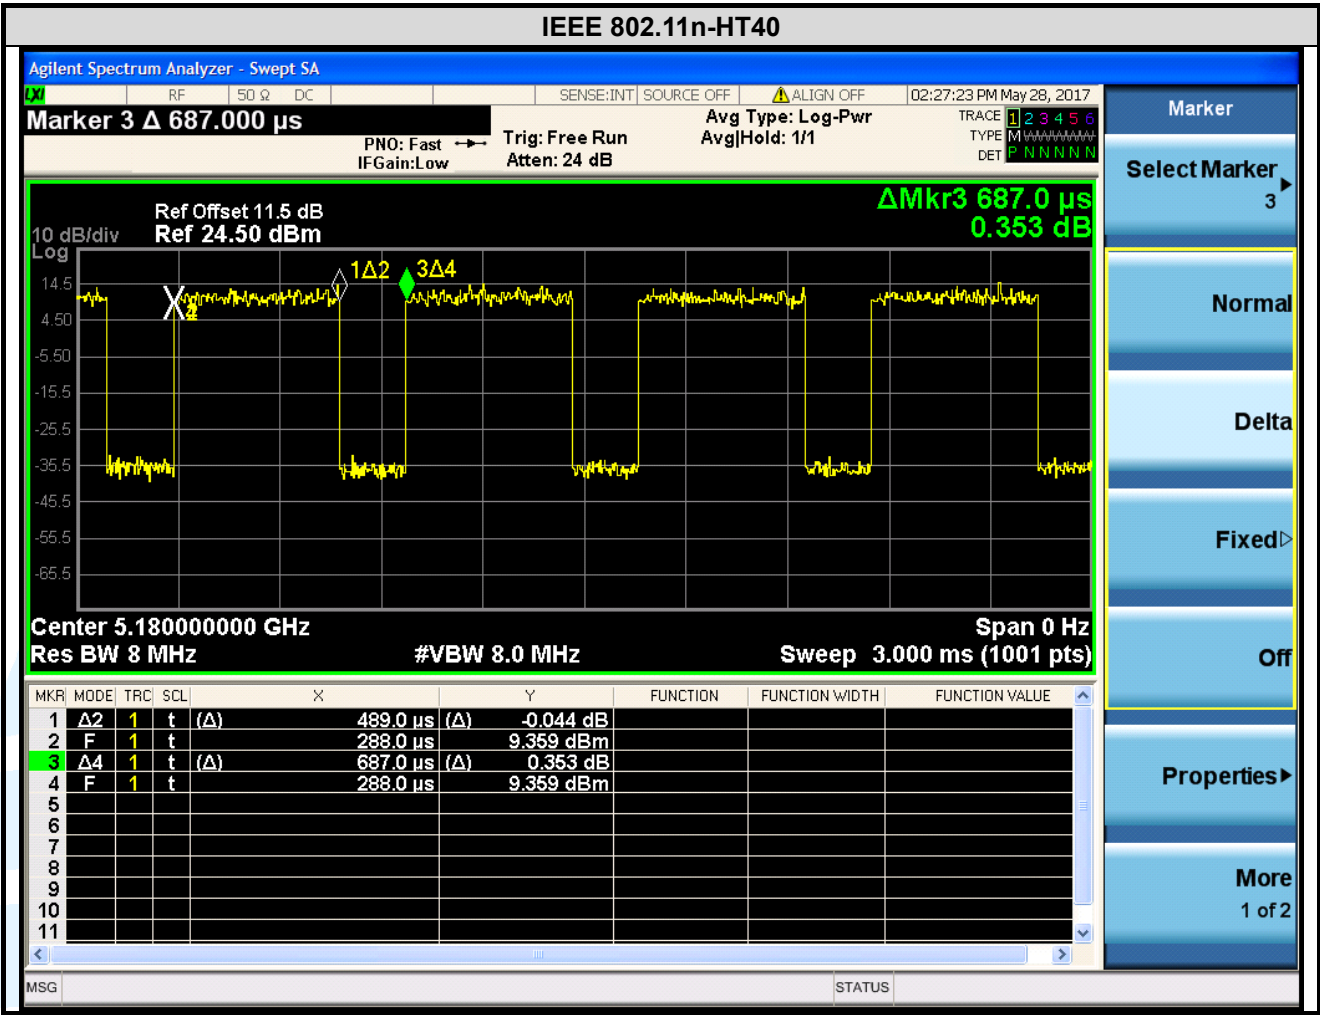 IEEE 802.11n-HT40
Agilent Spectrum Analyzer - Swept SA
LXI RF 50 Ω DC SENSE:INT SOURCE OFF ALIGN OFF 02:27:23 PM May 28, 2017
Marker 3 Δ 687.000 µs
PNO: Fast
IFGain:Low
Trig: Free Run
Atten: 24 dB
Avg Type: Log-Pwr
Avg|Hold: 1/1
TRACE 1 2 3 4 5 6
TYPE M WWWWW
DET P N N N N N
ΔMkr3 687.0 µs
0.353 dB
Ref Offset 11.5 dB
10 dB/div Ref 24.50 dBm
Log
1Δ2 3Δ4
14.5
4.50
-5.50
-15.5
-25.5
-35.5
-45.5
-55.5
-65.5
Center 5.180000000 GHz Span 0 Hz
Res BW 8 MHz #VBW 8.0 MHz Sweep 3.000 ms (1001 pts)
MKR MODE TRC SCL X Y FUNCTION FUNCTION WIDTH FUNCTION VALUE
1 Δ2 1 t (Δ) 489.0 µs (Δ) -0.044 dB
2 F 1 t 288.0 µs 9.359 dBm
3 Δ4 1 t (Δ) 687.0 µs (Δ) 0.353 dB
4 F 1 t 288.0 µs 9.359 dBm
5
6
7
8
9
10
11
MSG STATUS
Marker
Select Marker
3
Normal
Delta
Fixed
Off
Properties
More
1 of 2